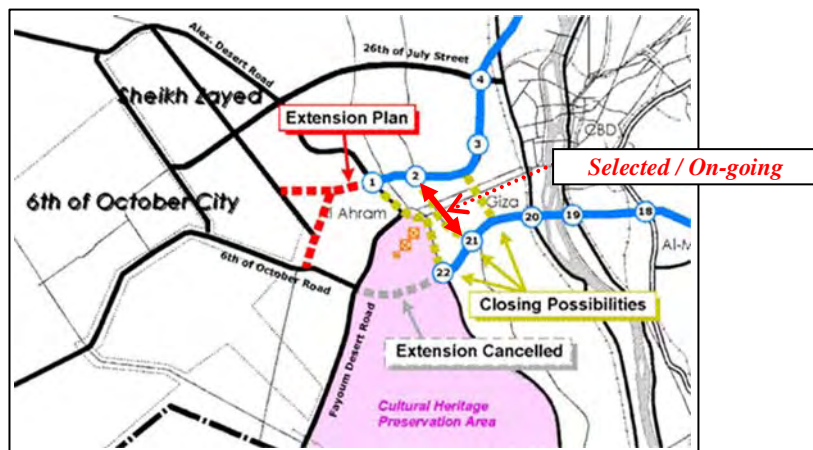 Alex. Desert Road
26th of July Street
4
Sheikh Zayed
Extension Plan
CBD
3
Selected / On-going
1
2
6th of October City
Giza
l Ahram
20
19
18
21
Al-M
6th of October Road
22
Closing Possibilities
Extension Cancelled
Fayoum Desert Road
Cultural Heritage
Preservation Area